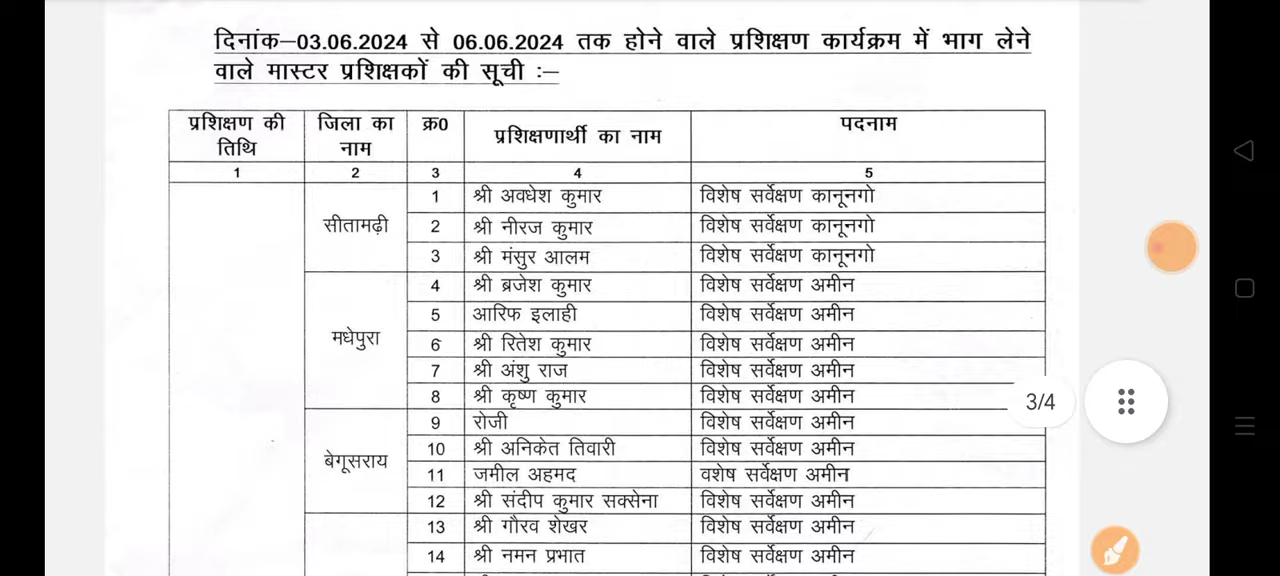 दिनांक–03.06.2024 से 06.06.2024 तक होने वाले प्रशिक्षण कार्यक्रम में भाग लेने
वाले मास्टर प्रशिक्षकों की सूची :–
प्रशिक्षण की तिथि जिला का नाम क्र0 प्रशिक्षणार्थी का नाम पदनाम
1 2 3 4 5
सीतामढ़ी
1 श्री अवधेश कुमार विशेष सर्वेक्षण कानूनगो
2 श्री नीरज कुमार विशेष सर्वेक्षण कानूनगो
3 श्री मंसुर आलम विशेष सर्वेक्षण कानूनगो
मधेपुरा
4 श्री ब्रजेश कुमार विशेष सर्वेक्षण अमीन
5 आरिफ इलाही विशेष सर्वेक्षण अमीन
6 श्री रितेश कुमार विशेष सर्वेक्षण अमीन
7 श्री अंशु राज विशेष सर्वेक्षण अमीन
8 श्री कृष्ण कुमार विशेष सर्वेक्षण अमीन
बेगूसराय
9 रोजी विशेष सर्वेक्षण अमीन
10 श्री अनिकेत तिवारी विशेष सर्वेक्षण अमीन
11 जमील अहमद वशेष सर्वेक्षण अमीन
12 श्री संदीप कुमार सक्सेना विशेष सर्वेक्षण अमीन
13 श्री गौरव शेखर विशेष सर्वेक्षण अमीन
14 श्री नमन प्रभात विशेष सर्वेक्षण अमीन
3/4